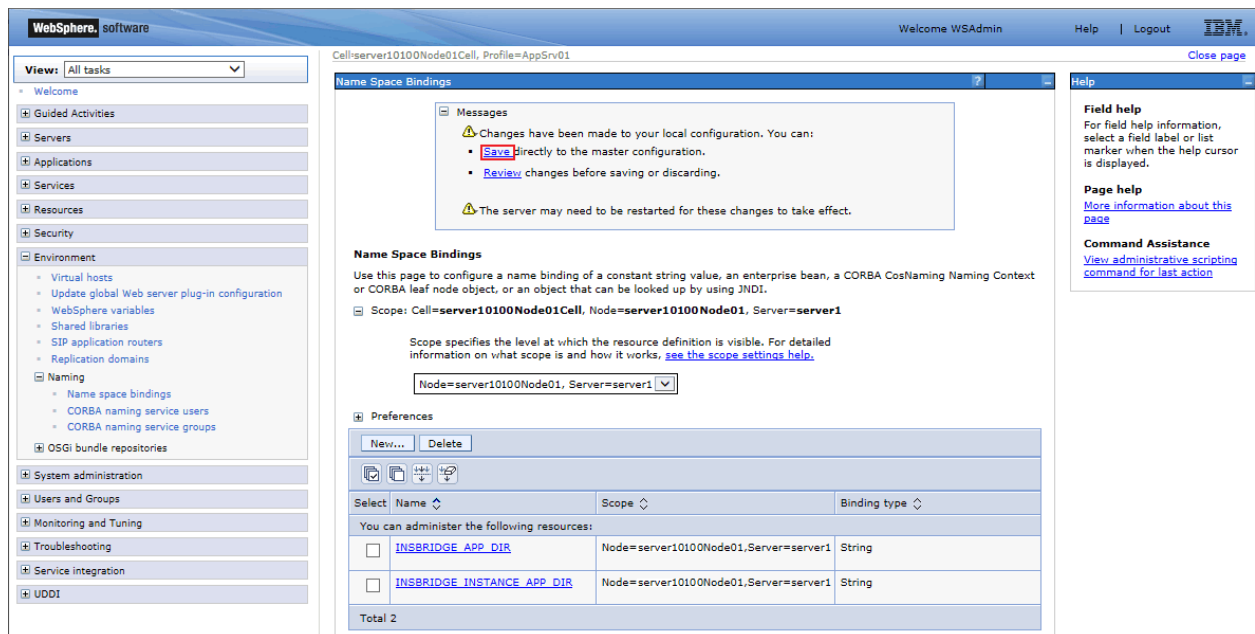 WebSphere. software
Welcome WSAdmin
Help | Logout
IBM.
View: All tasks
Welcome
Guided Activities
Servers
Applications
Services
Resources
Security
Environment
Virtual hosts
Update global Web server plug-in configuration
WebSphere variables
Shared libraries
SIP application routers
Replication domains
Naming
Name space bindings
CORBA naming service users
CORBA naming service groups
OSGi bundle repositories
System administration
Users and Groups
Monitoring and Tuning
Troubleshooting
Service integration
UDDI
Cell=server10100Node01Cell, Profile=AppSrv01
Close page
Name Space Bindings
?
Messages
Changes have been made to your local configuration. You can:
Save directly to the master configuration.
Review changes before saving or discarding.
The server may need to be restarted for these changes to take effect.
Name Space Bindings
Use this page to configure a name binding of a constant string value, an enterprise bean, a CORBA CosNaming Naming Context
or CORBA leaf node object, or an object that can be looked up by using JNDI.
Scope: Cell=server10100Node01Cell, Node=server10100Node01, Server=server1
Scope specifies the level at which the resource definition is visible. For detailed
information on what scope is and how it works, see the scope settings help.
Node=server10100Node01, Server=server1
Preferences
New... Delete
Select Name Scope Binding type
You can administer the following resources:
INSBRIDGE_APP_DIR Node=server10100Node01,Server=server1 String
INSBRIDGE_INSTANCE_APP_DIR Node=server10100Node01,Server=server1 String
Total 2
Help
Field help
For field help information,
select a field label or list
marker when the help cursor
is displayed.
Page help
More information about this
page
Command Assistance
View administrative scripting
command for last action